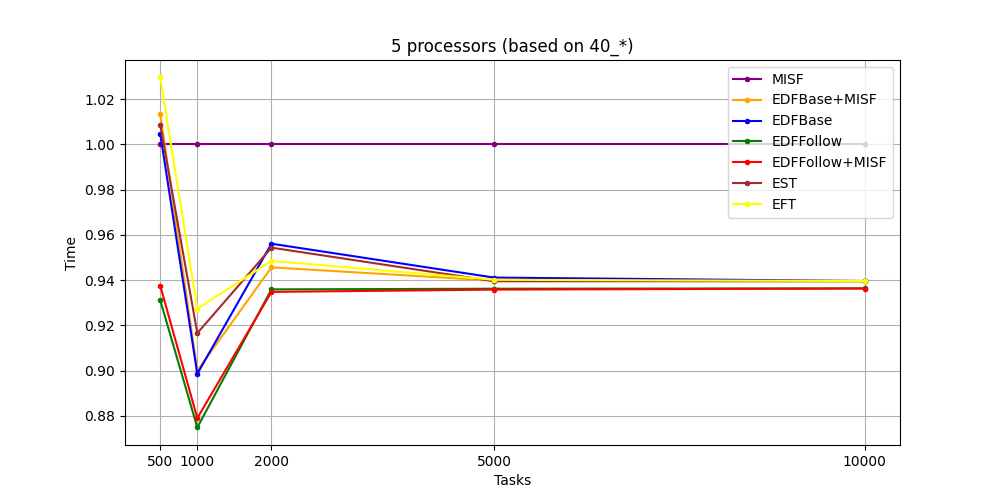 5 processors (based on 40_*)
MISF
EDFBase+MISF
EDFBase
EDFFollow
EDFFollow+MISF
EST
EFT
Time
1.02
1.00
0.98
0.96
0.94
0.92
0.90
0.88
500 1000 2000 5000 10000
Tasks